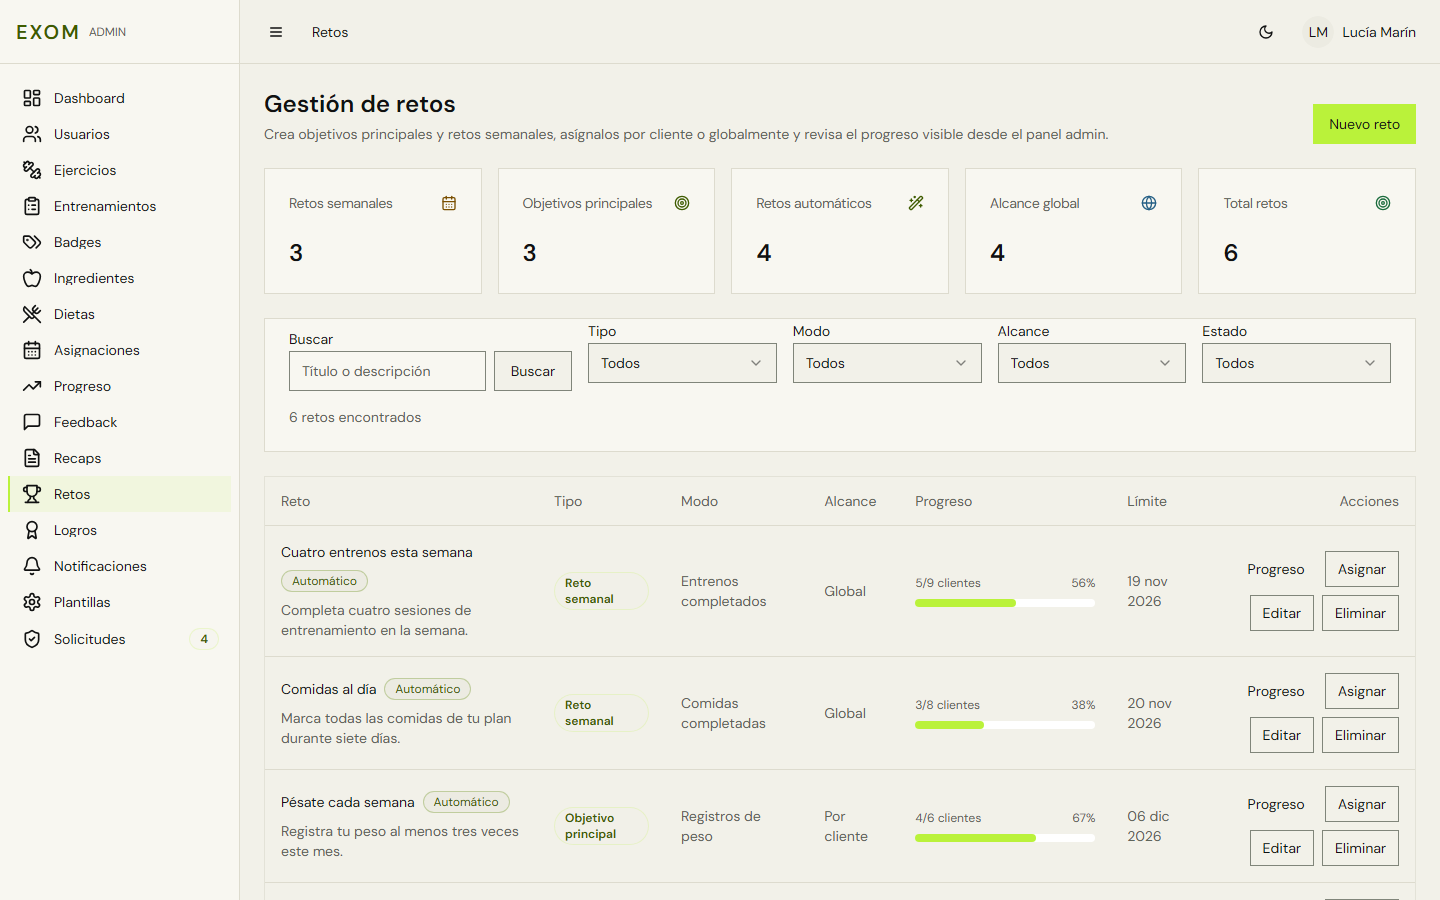 EXOM ADMIN
Retos
LM Lucía Marín
Dashboard
Usuarios
Ejercicios
Entrenamientos
Badges
Ingredientes
Dietas
Asignaciones
Progreso
Feedback
Recaps
Retos
Logros
Notificaciones
Plantillas
Solicitudes 4
Gestión de retos
Crea objetivos principales y retos semanales, asígnalos por cliente o globalmente y revisa el progreso visible desde el panel admin.
Nuevo reto
Retos semanales
3
Objetivos principales
3
Retos automáticos
4
Alcance global
4
Total retos
6
Buscar
Título o descripción
Buscar
Tipo
Todos
Modo
Todos
Alcance
Todos
Estado
Todos
6 retos encontrados
Reto Tipo Modo Alcance Progreso Límite Acciones
Cuatro entrenos esta semana
Automático
Completa cuatro sesiones de
entrenamiento en la semana.
Reto
semanal
Entrenos
completados
Global
5/9 clientes 56%
19 nov
2026
Progreso Asignar
Editar Eliminar
Comidas al día Automático
Marca todas las comidas de tu plan
durante siete días.
Reto
semanal
Comidas
completadas
Global
3/8 clientes 38%
20 nov
2026
Progreso Asignar
Editar Eliminar
Pésate cada semana Automático
Registra tu peso al menos tres veces
este mes.
Objetivo
principal
Registros de
peso
Por
cliente
4/6 clientes 67%
06 dic
2026
Progreso Asignar
Editar Eliminar